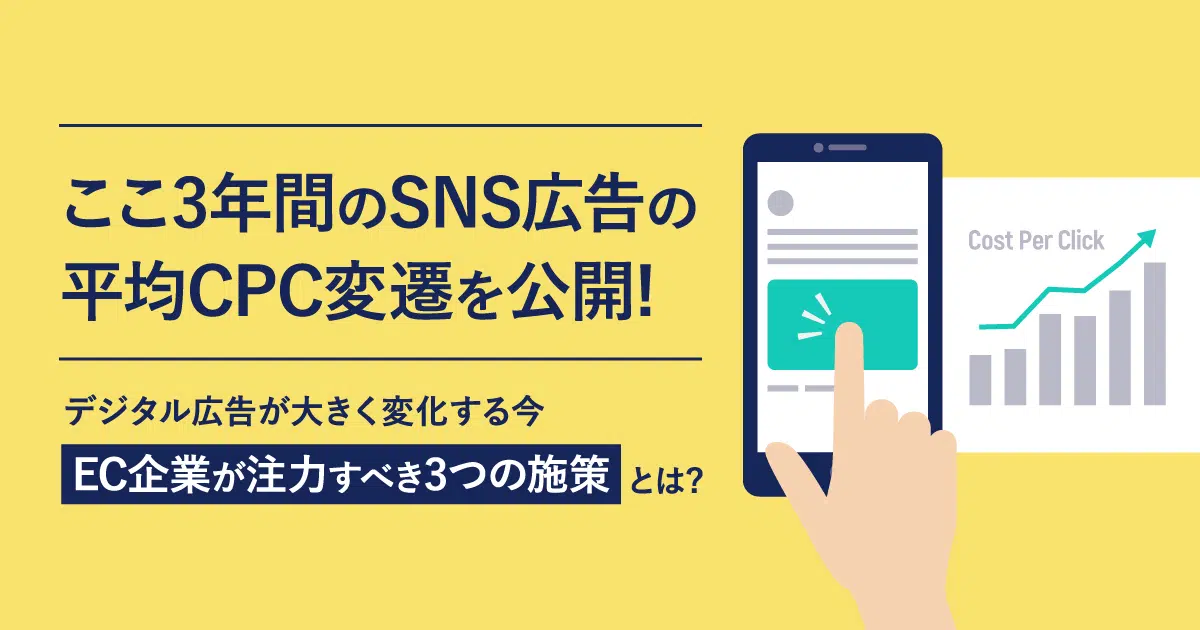 ここ3年間のSNS広告の
平均CPC変遷を公開!
デジタル広告が大きく変化する今
EC企業が注力すべき3つの施策 とは?
Cost Per Click